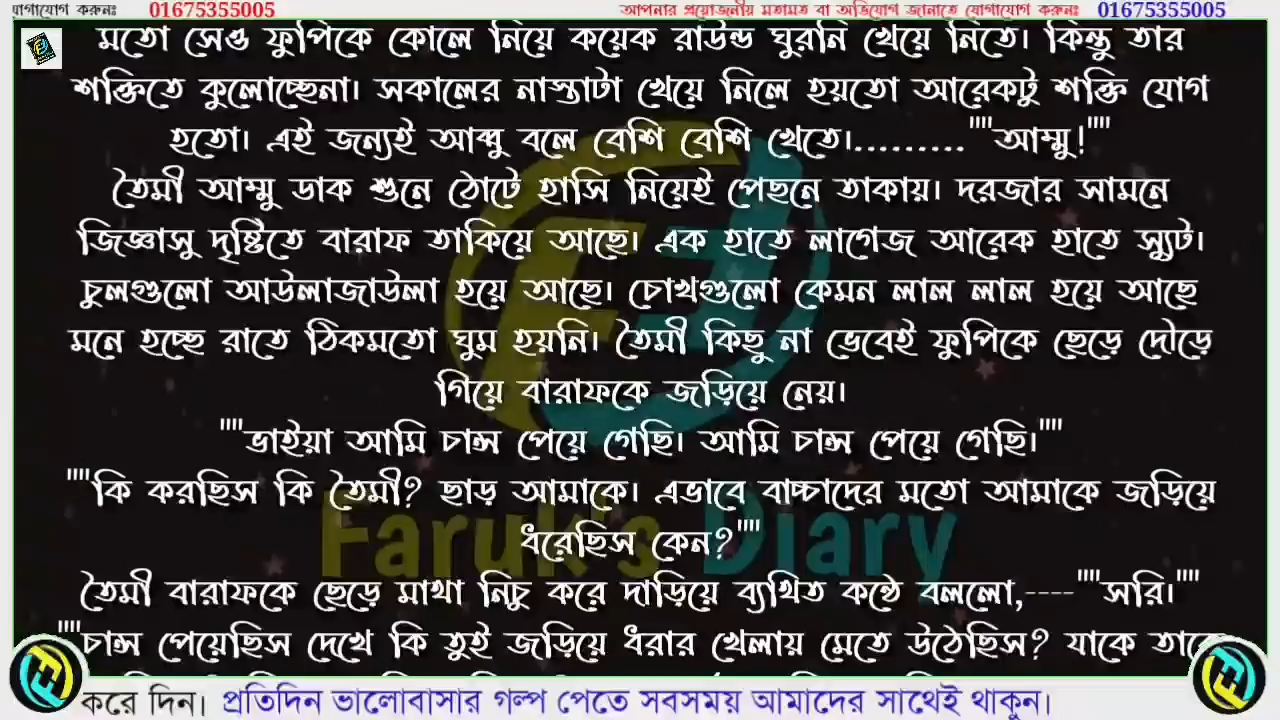 যাগাযোগ করুনঃ 01675355005 আপনার প্রয়োজনীয় মতামত বা অভিযোগ জানাতে যোগাযোগ করুনঃ 01675355005
মতো সেও ফুপিকে কোলে নিয়ে কয়েক রাউন্ড ঘুরনি খেয়ে নিতে। কিন্তু তার
শক্তিতে কুলোচ্ছেনা। সকালের নাস্তাটা খেয়ে নিলে হয়তো আরেকটু শক্তি যোগ
হতো। এই জন্যই আব্বু বলে বেশি বেশি খেতে।.........""আম্মু!""
তৈমী আম্মু ডাক শুনে ঠোটে হাসি নিয়েই পেছনে তাকায়। দরজার সামনে
জিজ্ঞাসু দৃষ্টিতে বারাফ তাকিয়ে আছে। এক হাতে লাগেজ আরেক হাতে স্যুট।
চুলগুলো আউলাজাউলা হয়ে আছে। চোখগুলো কেমন লাল লাল হয়ে আছে
মনে হচ্ছে রাতে ঠিকমতো ঘুম হয়নি। তৈমী কিছু না ভেবেই ফুপিকে ছেড়ে দৌড়ে
গিয়ে বারাফকে জড়িয়ে নেয়।
""ভাইয়া আমি চান্স পেয়ে গেছি। আমি চান্স পেয়ে গেছি।""
""কি করছিস কি তৈমী? ছাড় আমাকে। এভাবে বাচ্চাদের মতো আমাকে জড়িয়ে
ধরেছিস কেন?""
Faruk's Diary
তৈমী বারাফকে ছেড়ে মাথা নিচু করে দাড়িয়ে ব্যথিত কন্ঠে বললো,----""সরি।""
""চান্স পেয়েছিস দেখে কি তুই জড়িয়ে ধরার খেলায় মেতে উঠেছিস? যাকে তাকে
করে দিন। প্রতিদিন ভালোবাসার গল্প পেতে সবসময় আমাদের সাথেই থাকুন।